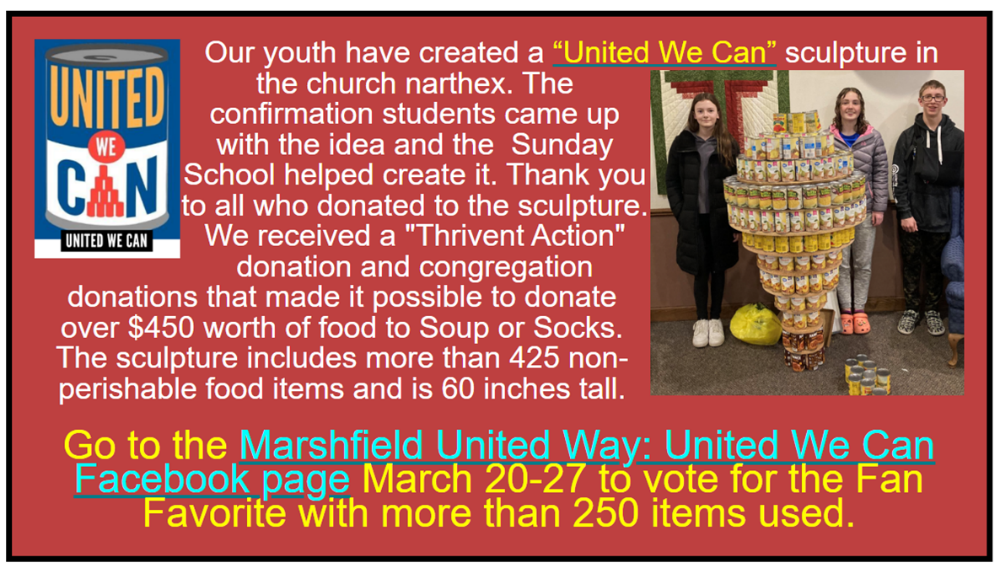 UNITED
WE
CAN
UNITED WE CAN
Our youth have created a “United We Can” sculpture in
the church narthex. The
confirmation students came up
with the idea and the  Sunday
School helped create it. Thank you
to all who donated to the sculpture.
We received a "Thrivent Action"
donation and congregation
donations that made it possible to donate
over $450 worth of food to Soup or Socks.
The sculpture includes more than 425 non-
perishable food items and is 60 inches tall.
Go to the Marshfield United Way: United We Can
Facebook page March 20-27 to vote for the Fan
Favorite with more than 250 items used.